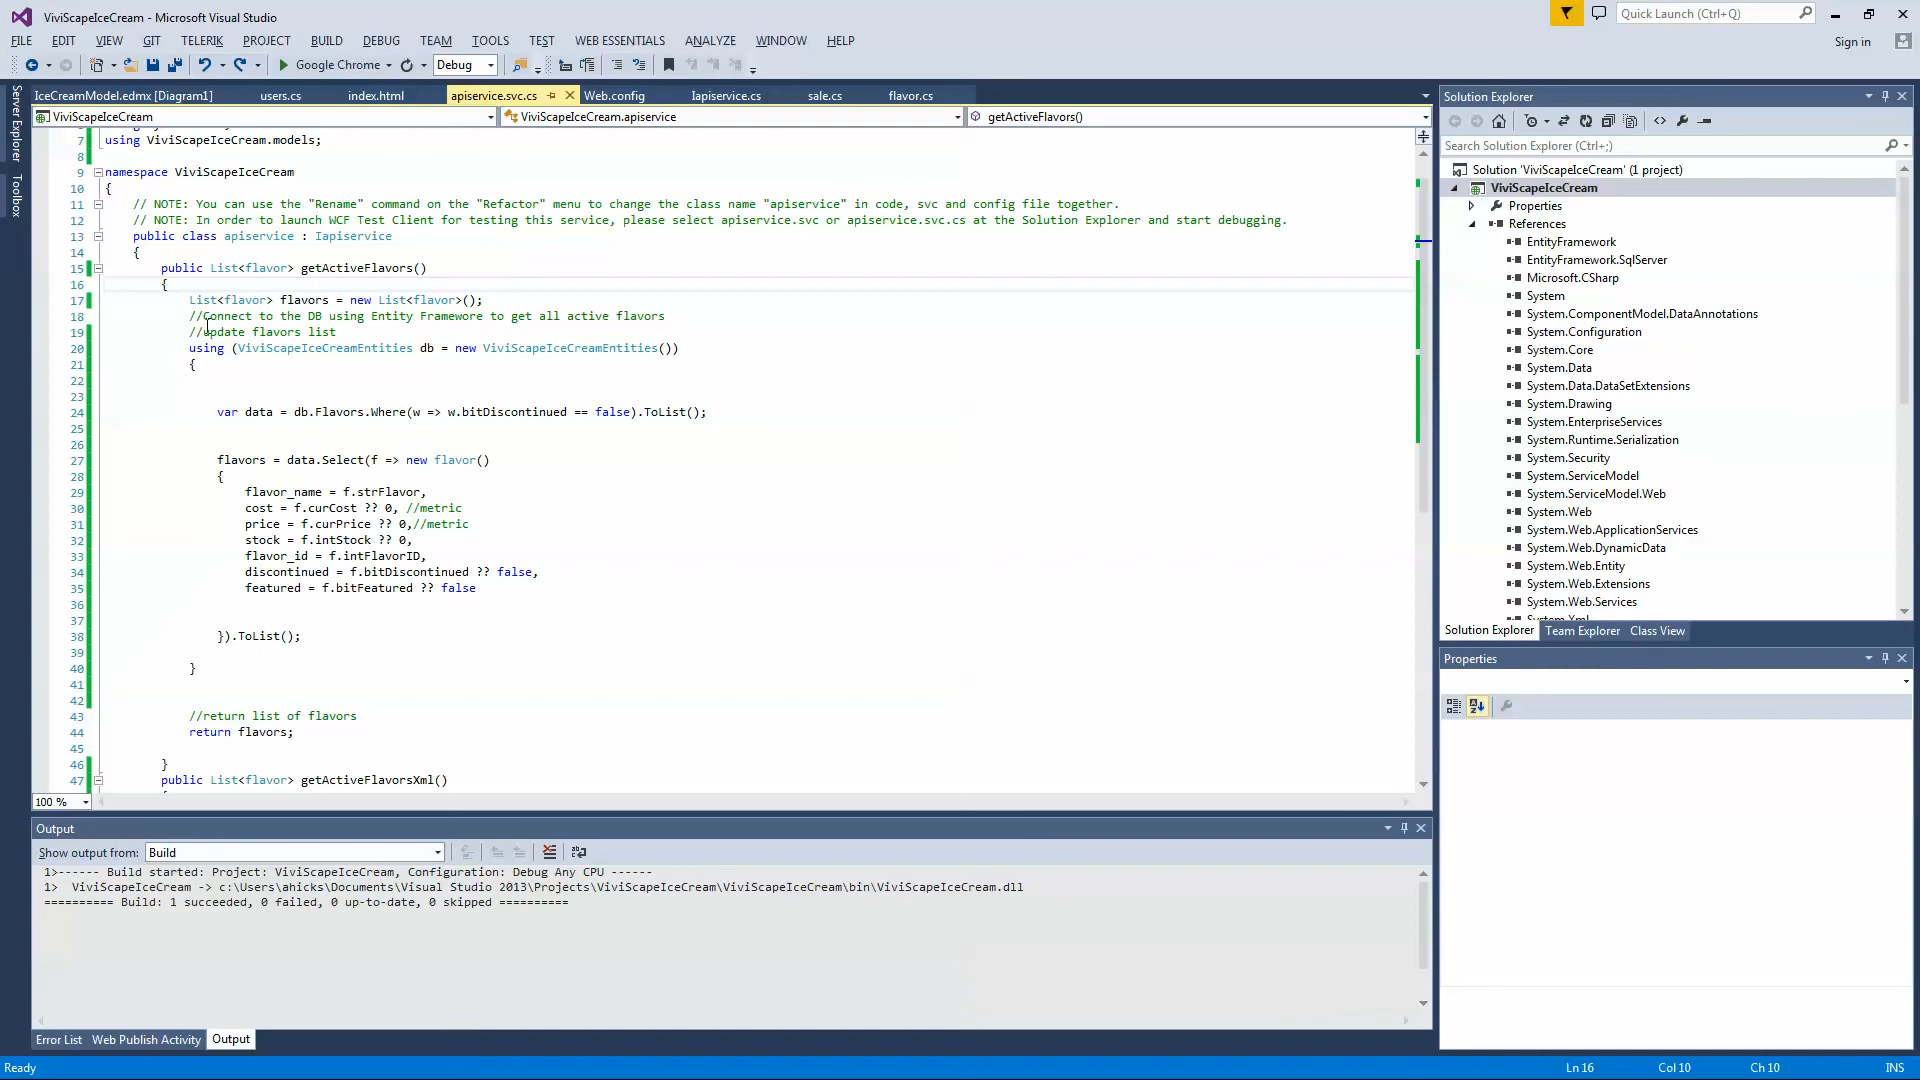 ViviScapeIceCream - Microsoft Visual Studio
Quick Launch (Ctrl+Q)
FILE EDIT VIEW GIT TELERIK PROJECT BUILD DEBUG TEAM TOOLS TEST WEB ESSENTIALS ANALYZE WINDOW HELP
Sign in
Google Chrome Debug
Server Explorer
Toolbox
IceCreamModel.edmx [Diagram1] users.cs index.html apiservice.svc.cs Web.config Iapiservice.cs sale.cs flavor.cs
ViviScapeIceCream ViviScapeIceCream.apiservice getActiveFlavors()
7 using ViviScapeIceCream.models;
8
9 namespace ViviScapeIceCream
10 {
11 // NOTE: You can use the "Rename" command on the "Refactor" menu to change the class name "apiservice" in code, svc and config file together.
12 // NOTE: In order to launch WCF Test Client for testing this service, please select apiservice.svc or apiservice.svc.cs at the Solution Explorer and start debugging.
13 public class apiservice : Iapiservice
14 {
15 public List<flavor> getActiveFlavors()
16 {
17 List<flavor> flavors = new List<flavor>();
18 //Connect to the DB using Entity Framewore to get all active flavors
19 //update flavors list
20 using (ViviScapeIceCreamEntities db = new ViviScapeIceCreamEntities())
21 {
22
23
24 var data = db.Flavors.Where(w => w.bitDiscontinued == false).ToList();
25
26
27 flavors = data.Select(f => new flavor()
28 {
29 flavor_name = f.strFlavor,
30 cost = f.curCost ?? 0, //metric
31 price = f.curPrice ?? 0,//metric
32 stock = f.intStock ?? 0,
33 flavor_id = f.intFlavorID,
34 discontinued = f.bitDiscontinued ?? false,
35 featured = f.bitFeatured ?? false
36
37
38 }).ToList();
39
40 }
41
42
43 //return list of flavors
44 return flavors;
45
46 }
47 public List<flavor> getActiveFlavorsXml()
100 %
Output
Show output from: Build
1>------ Build started: Project: ViviScapeIceCream, Configuration: Debug Any CPU ------
1> ViviScapeIceCream -> c:\Users\ahicks\Documents\Visual Studio 2013\Projects\ViviScapeIceCream\ViviScapeIceCream\bin\ViviScapeIceCream.dll
========== Build: 1 succeeded, 0 failed, 0 up-to-date, 0 skipped ==========
Error List Web Publish Activity Output
Solution Explorer
Search Solution Explorer (Ctrl+;)
Solution 'ViviScapeIceCream' (1 project)
ViviScapeIceCream
Properties
References
EntityFramework
EntityFramework.SqlServer
Microsoft.CSharp
System
System.ComponentModel.DataAnnotations
System.Configuration
System.Core
System.Data
System.Data.DataSetExtensions
System.Drawing
System.EnterpriseServices
System.Runtime.Serialization
System.Security
System.ServiceModel
System.ServiceModel.Web
System.Web
System.Web.ApplicationServices
System.Web.DynamicData
System.Web.Entity
System.Web.Extensions
System.Web.Services
Solution Explorer Team Explorer Class View
Properties
Ready Ln 16 Col 10 Ch 10 INS